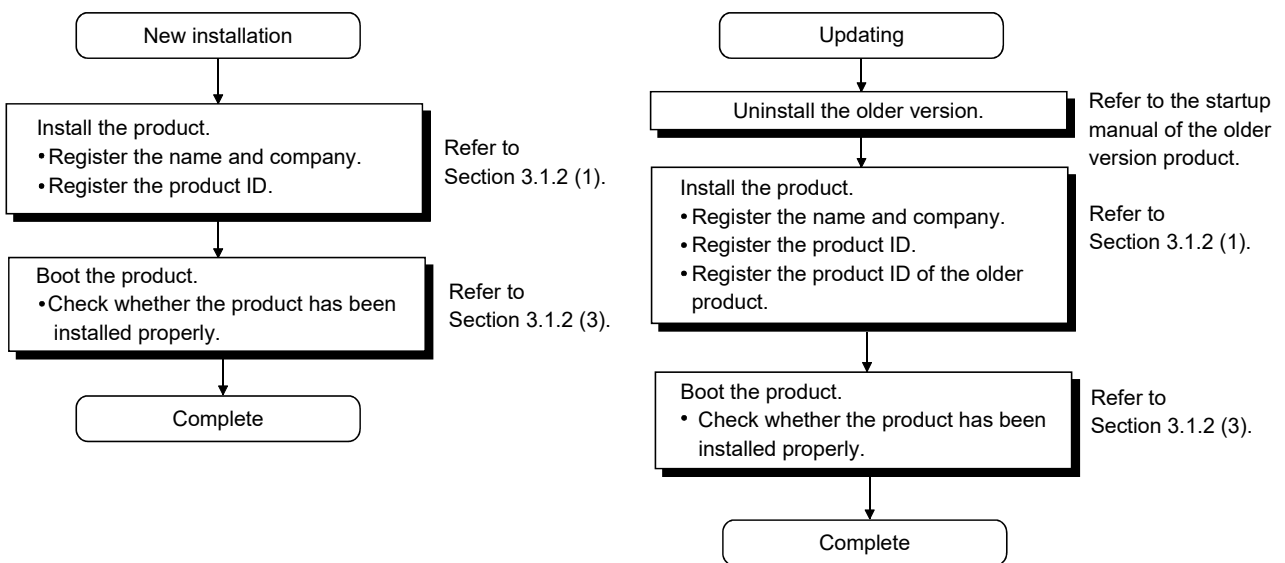 New installation
Install the product.
•Register the name and company.
•Register the product ID.
Refer to
Section 3.1.2 (1).
Boot the product.
•Check whether the product has been
installed properly.
Refer to
Section 3.1.2 (3).
Complete
Updating
Uninstall the older version.
Refer to the startup
manual of the older
version product.
Install the product.
•Register the name and company.
•Register the product ID.
•Register the product ID of the older
product.
Refer to
Section 3.1.2 (1).
Boot the product.
• Check whether the product has been
installed properly.
Refer to
Section 3.1.2 (3).
Complete